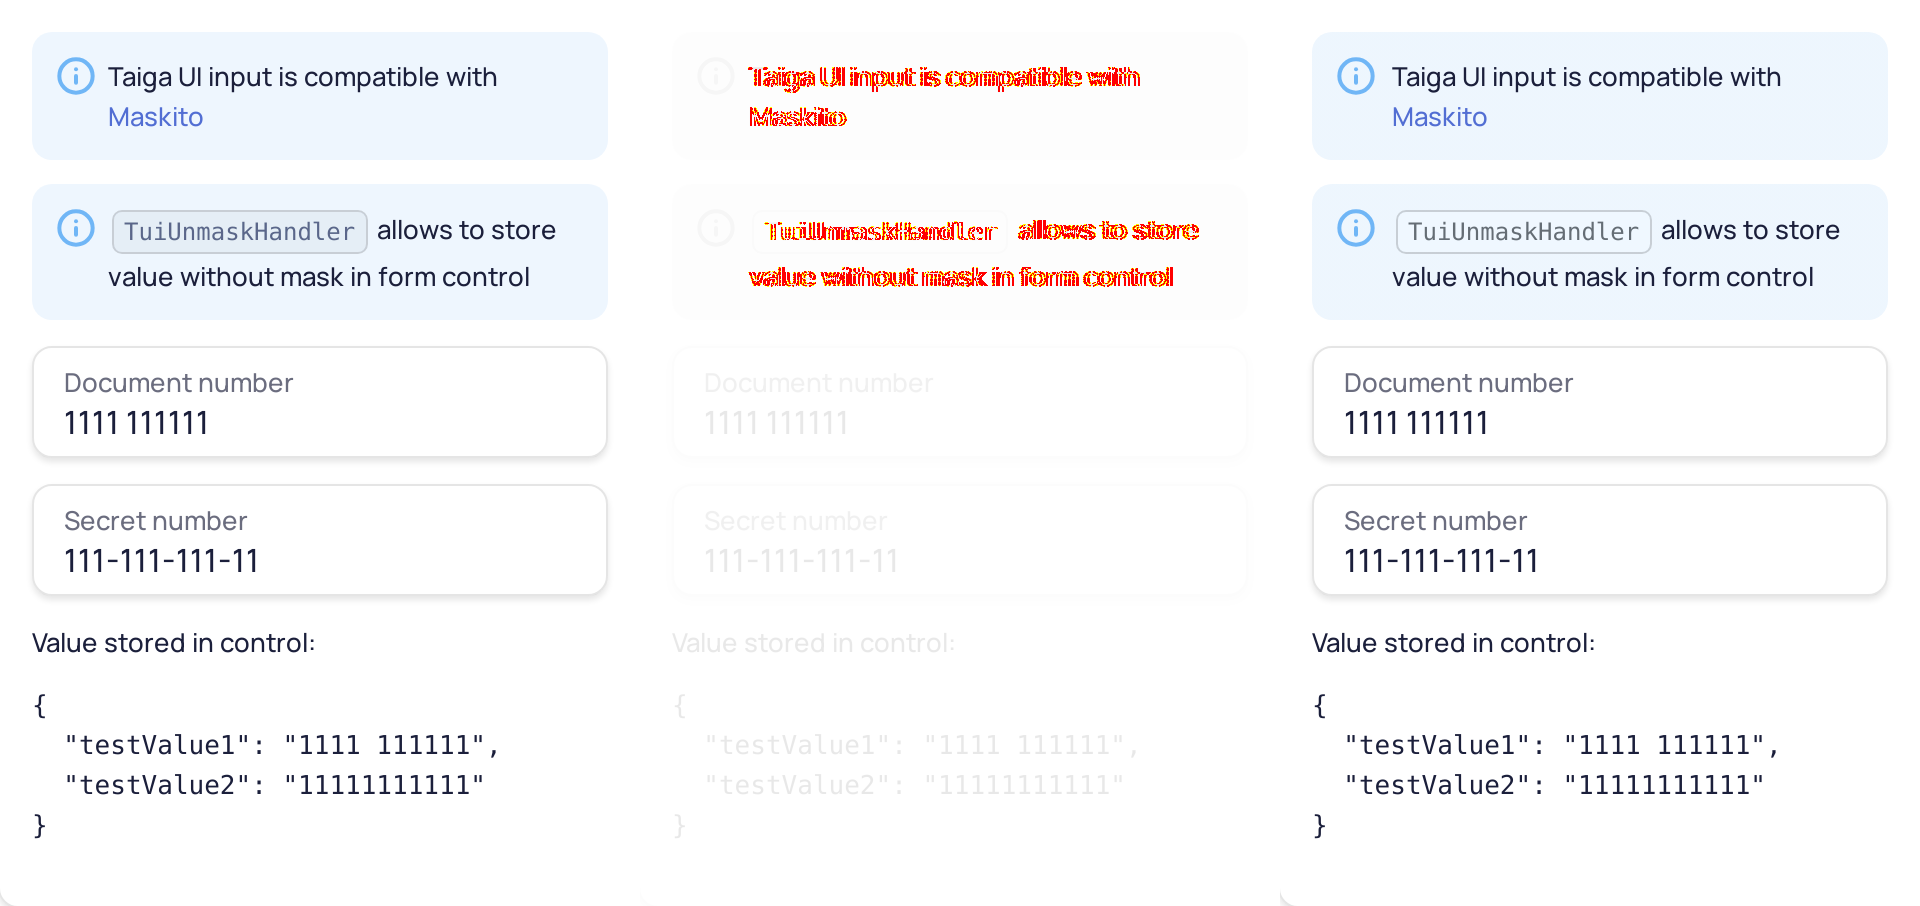 Taiga UI input is compatible with
Maskito
TuiUnmaskHandler allows to store
value without mask in form control
Document number
1111 111111
Secret number
111-111-111-11
Value stored in control:
{
"testValue1": "1111 111111",
"testValue2": "11111111111"
}
Taiga UI input is compatible with
Maskito
TuiUnmaskHandler allows to store
value without mask in form control
Document number
1111 111111
Secret number
111-111-111-11
Value stored in control:
{
"testValue1": "1111 111111",
"testValue2": "11111111111"
}
Taiga UI input is compatible with
Maskito
TuiUnmaskHandler allows to store
value without mask in form control
Document number
1111 111111
Secret number
111-111-111-11
Value stored in control:
{
"testValue1": "1111 111111",
"testValue2": "11111111111"
}